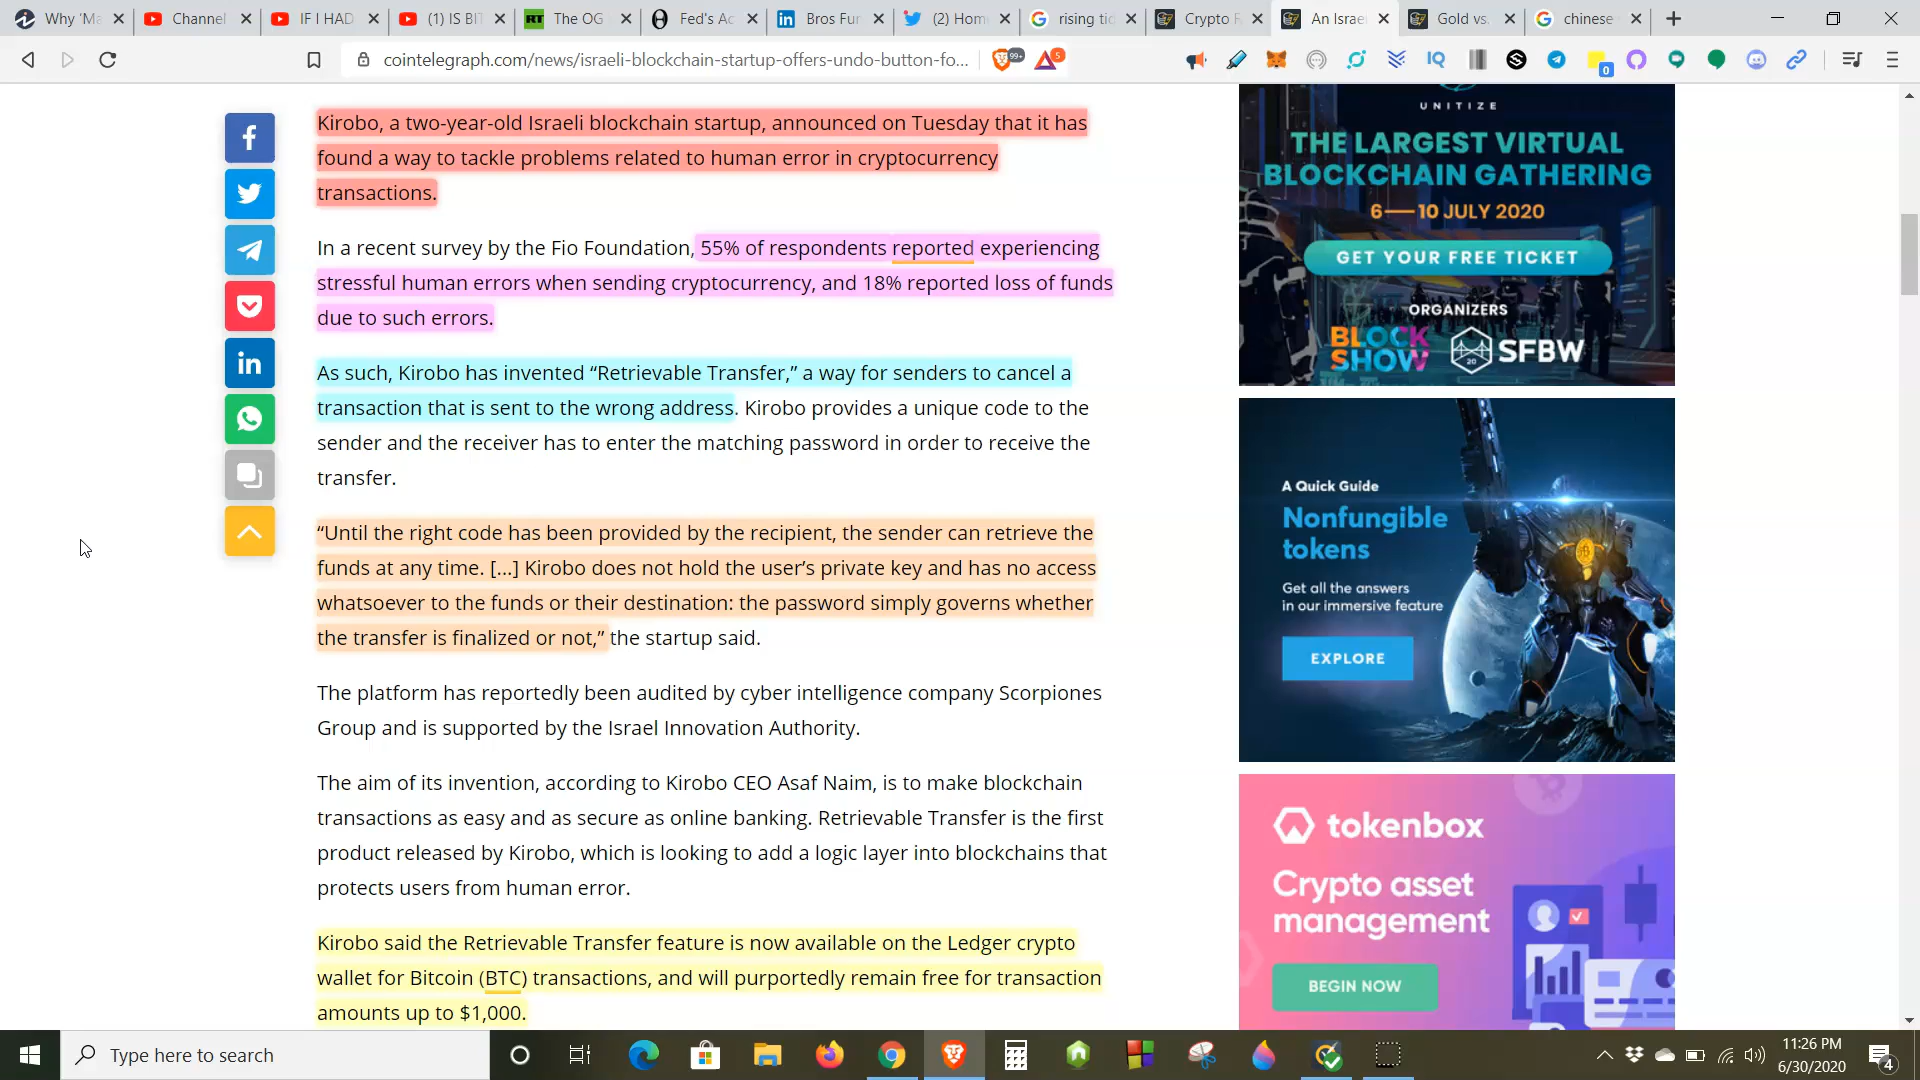 Why 'Ma
Channel
IF I HAD
(1) IS BIT
RT The OG
Fed's Ac
Bros Fur
(2) Hom
rising tid
Crypto R
An Israe
Gold vs.
chinese
cointelegraph.com/news/israeli-blockchain-startup-offers-undo-button-fo...
99+
5
IQ
0
Kirobo, a two-year-old Israeli blockchain startup, announced on Tuesday that it has
found a way to tackle problems related to human error in cryptocurrency
transactions.
In a recent survey by the Fio Foundation, 55% of respondents reported experiencing
stressful human errors when sending cryptocurrency, and 18% reported loss of funds
due to such errors.
As such, Kirobo has invented “Retrievable Transfer,” a way for senders to cancel a
transaction that is sent to the wrong address. Kirobo provides a unique code to the
sender and the receiver has to enter the matching password in order to receive the
transfer.
“Until the right code has been provided by the recipient, the sender can retrieve the
funds at any time. [...] Kirobo does not hold the user’s private key and has no access
whatsoever to the funds or their destination: the password simply governs whether
the transfer is finalized or not,” the startup said.
The platform has reportedly been audited by cyber intelligence company Scorpiones
Group and is supported by the Israel Innovation Authority.
The aim of its invention, according to Kirobo CEO Asaf Naim, is to make blockchain
transactions as easy and as secure as online banking. Retrievable Transfer is the first
product released by Kirobo, which is looking to add a logic layer into blockchains that
protects users from human error.
Kirobo said the Retrievable Transfer feature is now available on the Ledger crypto
wallet for Bitcoin (BTC) transactions, and will purportedly remain free for transaction
amounts up to $1,000.
UNITIZE
THE LARGEST VIRTUAL
BLOCKCHAIN GATHERING
6—10 JULY 2020
GET YOUR FREE TICKET
ORGANIZERS
BLOCK
SHOW
20
SFBW
A Quick Guide
Nonfungible
tokens
Get all the answers
in our immersive feature
EXPLORE
tokenbox
Crypto asset
management
BEGIN NOW
Type here to search
11:26 PM
6/30/2020
4